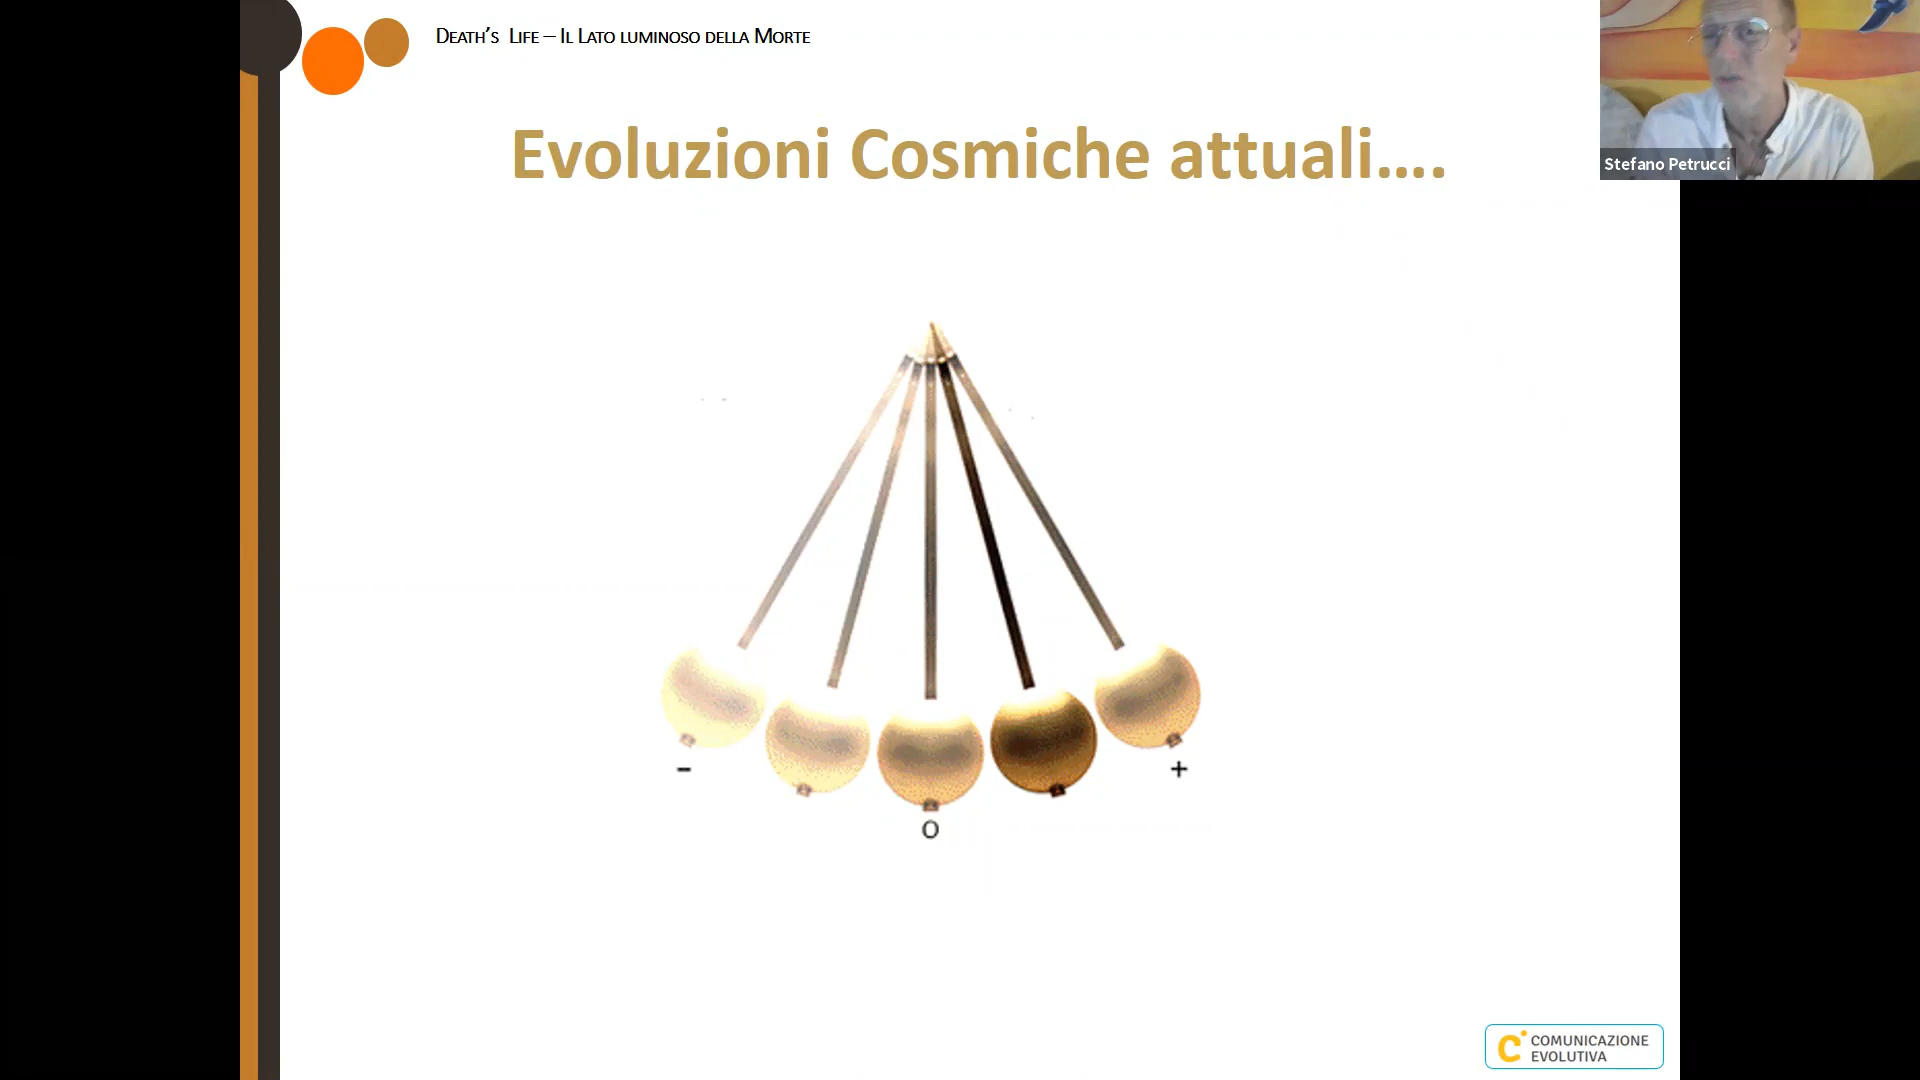 DEATH'S LIFE – IL LATO LUMINOSO DELLA MORTE
Evoluzioni Cosmiche attuali....
Stefano Petrucci
- +
O
COMUNICAZIONE
EVOLUTIVA